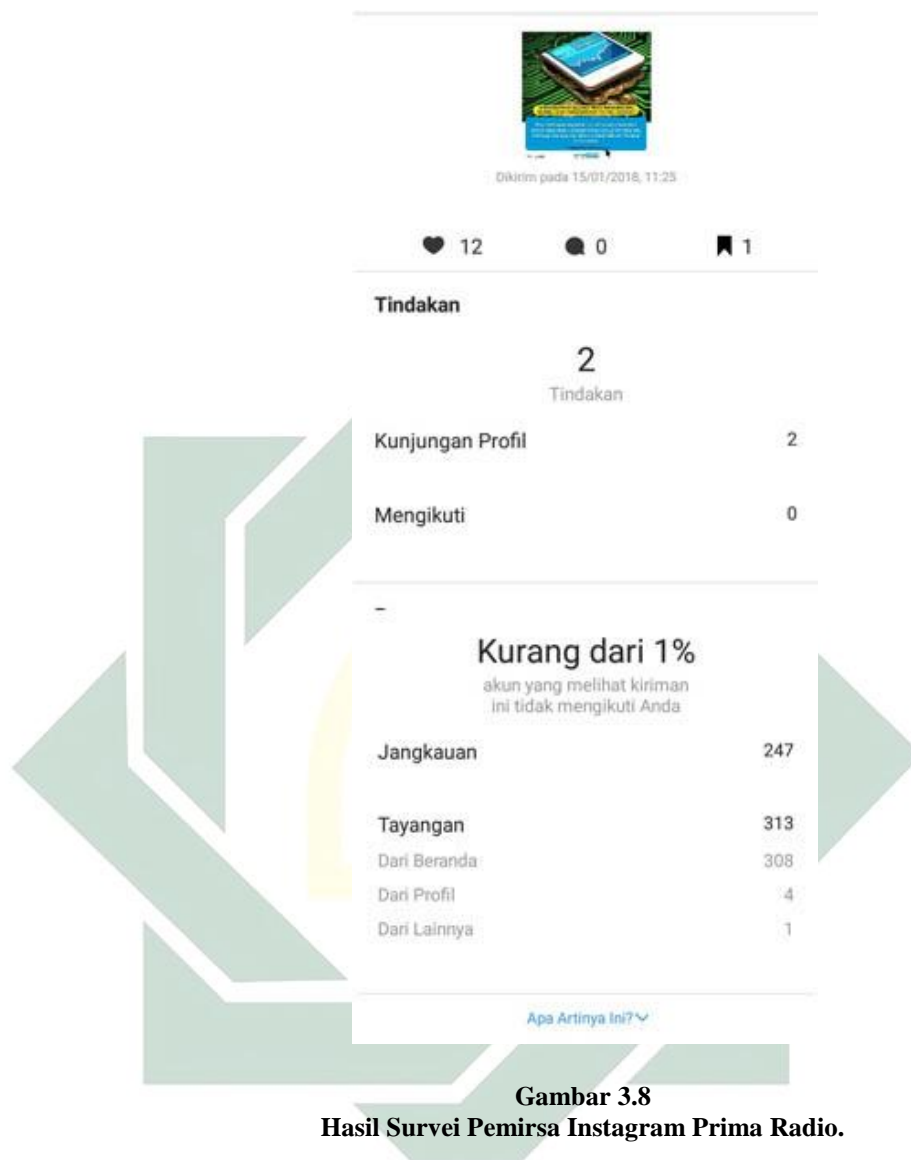 Dikirim pada 15/01/2018, 11:25
12 0 1
Tindakan
2
Tindakan
Kunjungan Profil 2
Mengikuti 0
Kurang dari 1%
akun yang melihat kiriman
ini tidak mengikuti Anda
Jangkauan 247
Tayangan 313
Dari Beranda 308
Dari Profil 4
Dari Lainnya 1
Apa Artinya Ini?
Gambar 3.8
Hasil Survei Pemirsa Instagram Prima Radio.